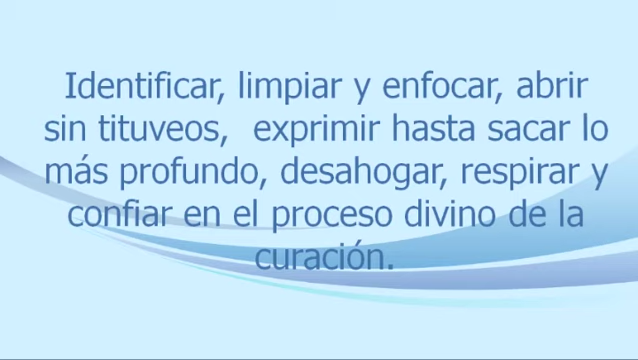 Identificar, limpiar y enfocar, abrir
sin tituveos,  exprimir hasta sacar lo
más profundo, desahogar, respirar y
confiar en el proceso divino de la
curación.